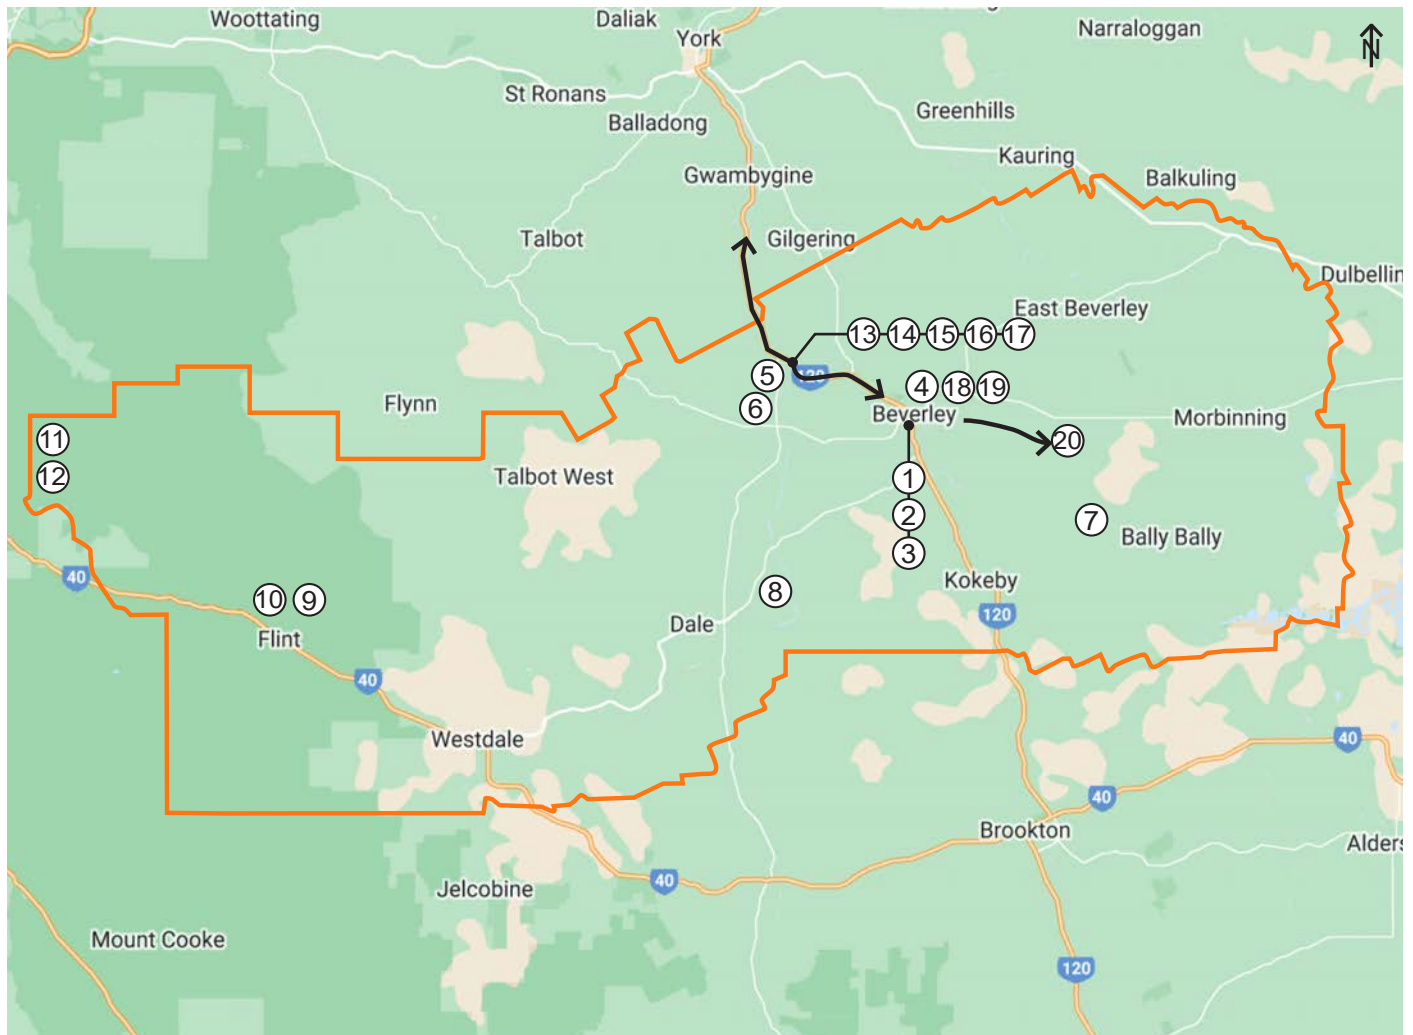 Woottating
Daliak
York
Narraloggan
N
St Ronans
Balladong
Greenhills
Kauring
Gwambygine
Balkuling
Talbot
Gilgering
Dulbellin
East Beverley
13 14 15 16 17
5
120
4 18 19
Flynn
6
Beverley
Morbinning
11
20
12
Talbot West
1
2
7
Bally Bally
3
40
Kokeby
10 9
8
120
Flint
Dale
40
Westdale
40
40
Brookton
Alders
40
Jelcobine
Mount Cooke
120